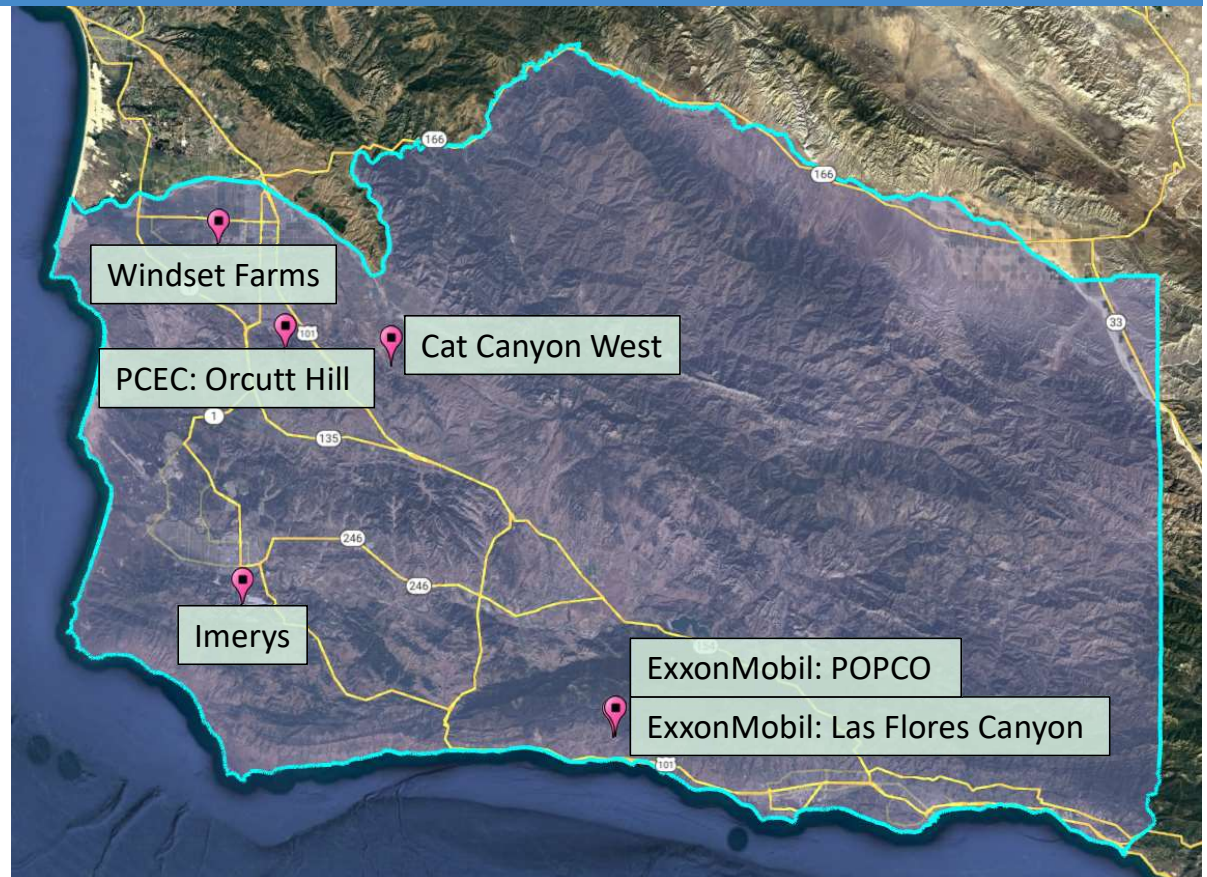 166
166
Windset Farms
33
101
Cat Canyon West
PCEC: Orcutt Hill
1
135
246
246
Imerys
154
ExxonMobil: POPCO
ExxonMobil: Las Flores Canyon
101